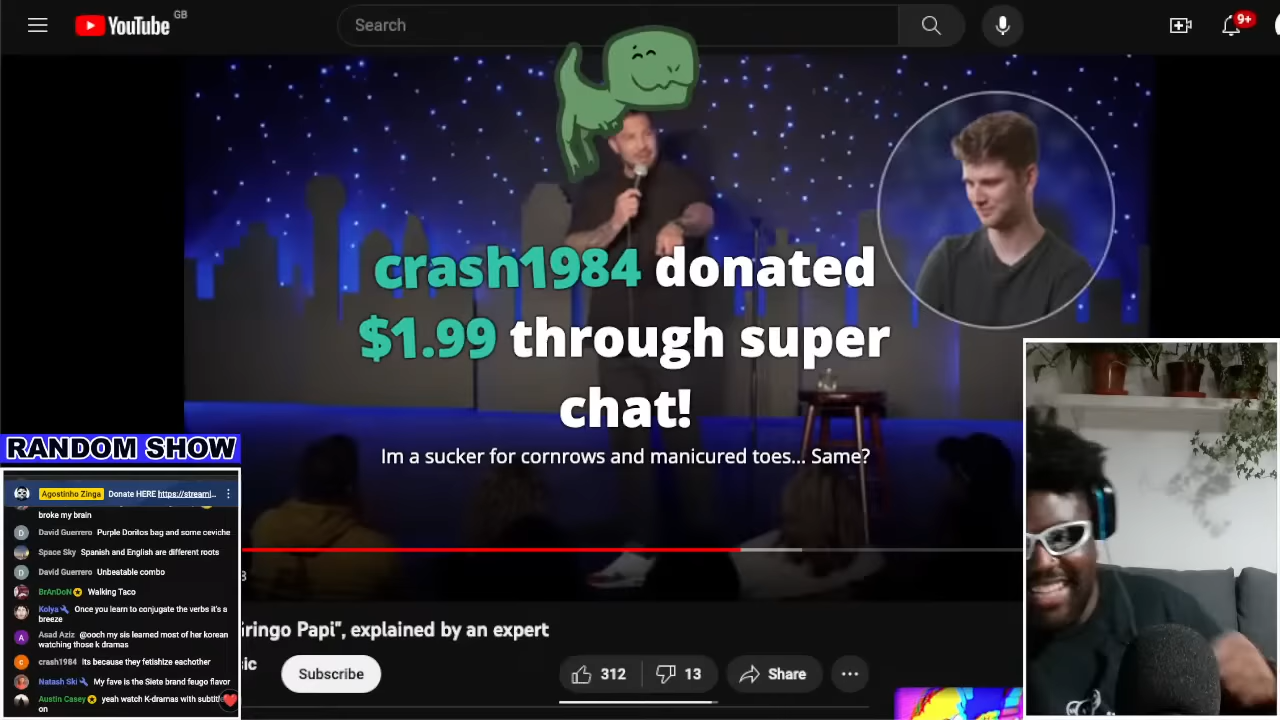 YouTube GB
Search
9+
crash1984 donated
$1.99 through super
chat!
Im a sucker for cornrows and manicured toes... Same?
RANDOM SHOW
Agostinho Zinga Donate HERE https://streaml...
broke my brain
David Guerrero Purple Doritos bag and some ceviche
Space Sky Spanish and English are different roots
David Guerrero Unbeatable combo
BrAnDoN Walking Taco
Kolya Once you learn to conjugate the verbs it's a
breeze
Asad Aziz @ooch my sis learned most of her korean
watching those k dramas
crash1984 Its because they fetishize eachother
Natash Ski My fave is the Siete brand feugo flavor
Austin Casey yeah watch K-dramas with subtit
on
Gringo Papi", explained by an expert
ic
Subscribe
312
13
Share